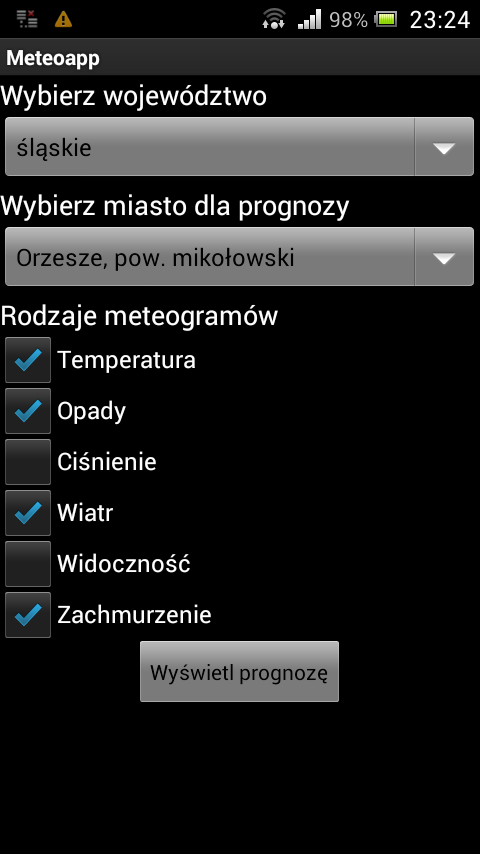 98% 23:24
Meteoapp
Wybierz województwo
śląskie
Wybierz miasto dla prognozy
Orzesze, pow. mikołowski
Rodzaje meteogramów
Temperatura
Opady
Ciśnienie
Wiatr
Widoczność
Zachmurzenie
Wyświetl prognozę